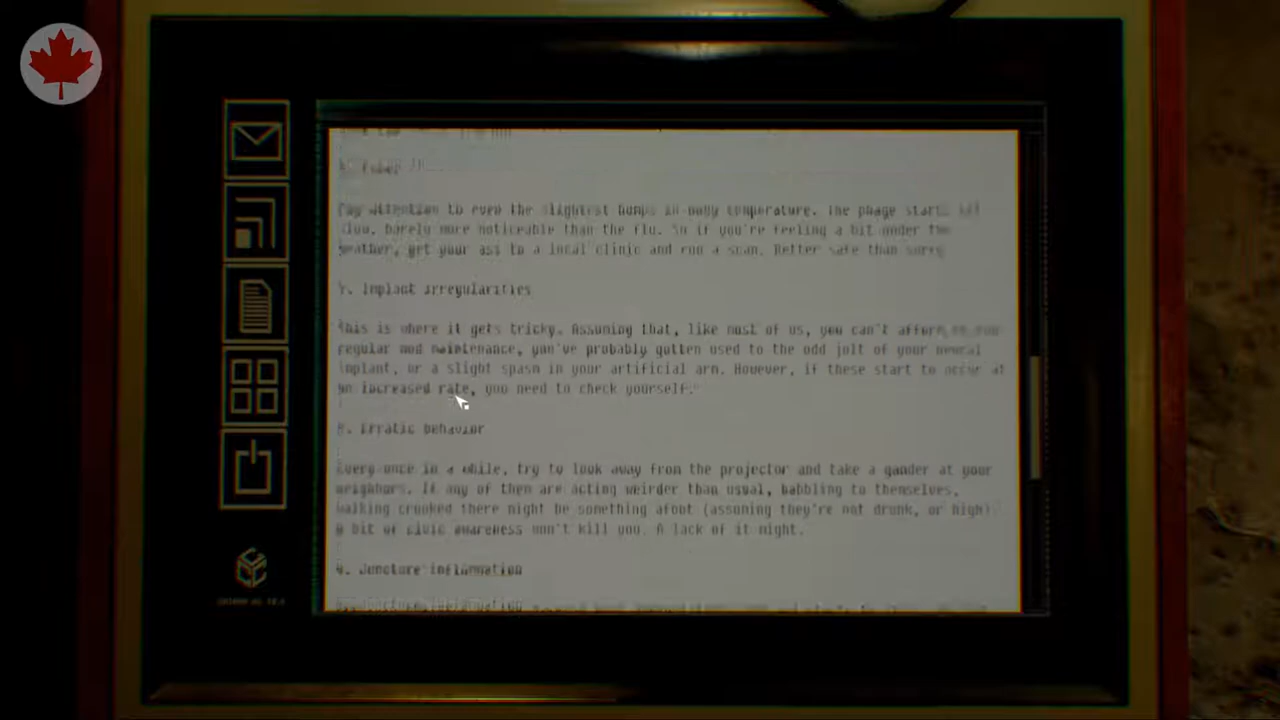 Fever
Pay attention to even the slightest bumps in body temperature. The phage starts off
slow, barely more noticeable than the flu. So if you're feeling a bit under the
weather, get your ass to a local clinic and run a scan. Better safe than sorry
7. Implant irregularities
This is where it gets tricky. Assuming that, like most of us, you can't afford to run
regular mod maintenance, you've probably gotten used to the odd jolt of your neural
implant, or a slight spasm in your artificial arm. However, if these start to occur at
an increased rate, you need to check yourself.
8. Erratic behavior
Every once in a while, try to look away from the projector and take a gander at your
neighbors. If any of them are acting weirder than usual, babbling to themselves,
walking crooked there might be something afoot (assuming they're not drunk, or high)
A bit of civic awareness won't kill you. A lack of it might.
9. Juncture inflammation